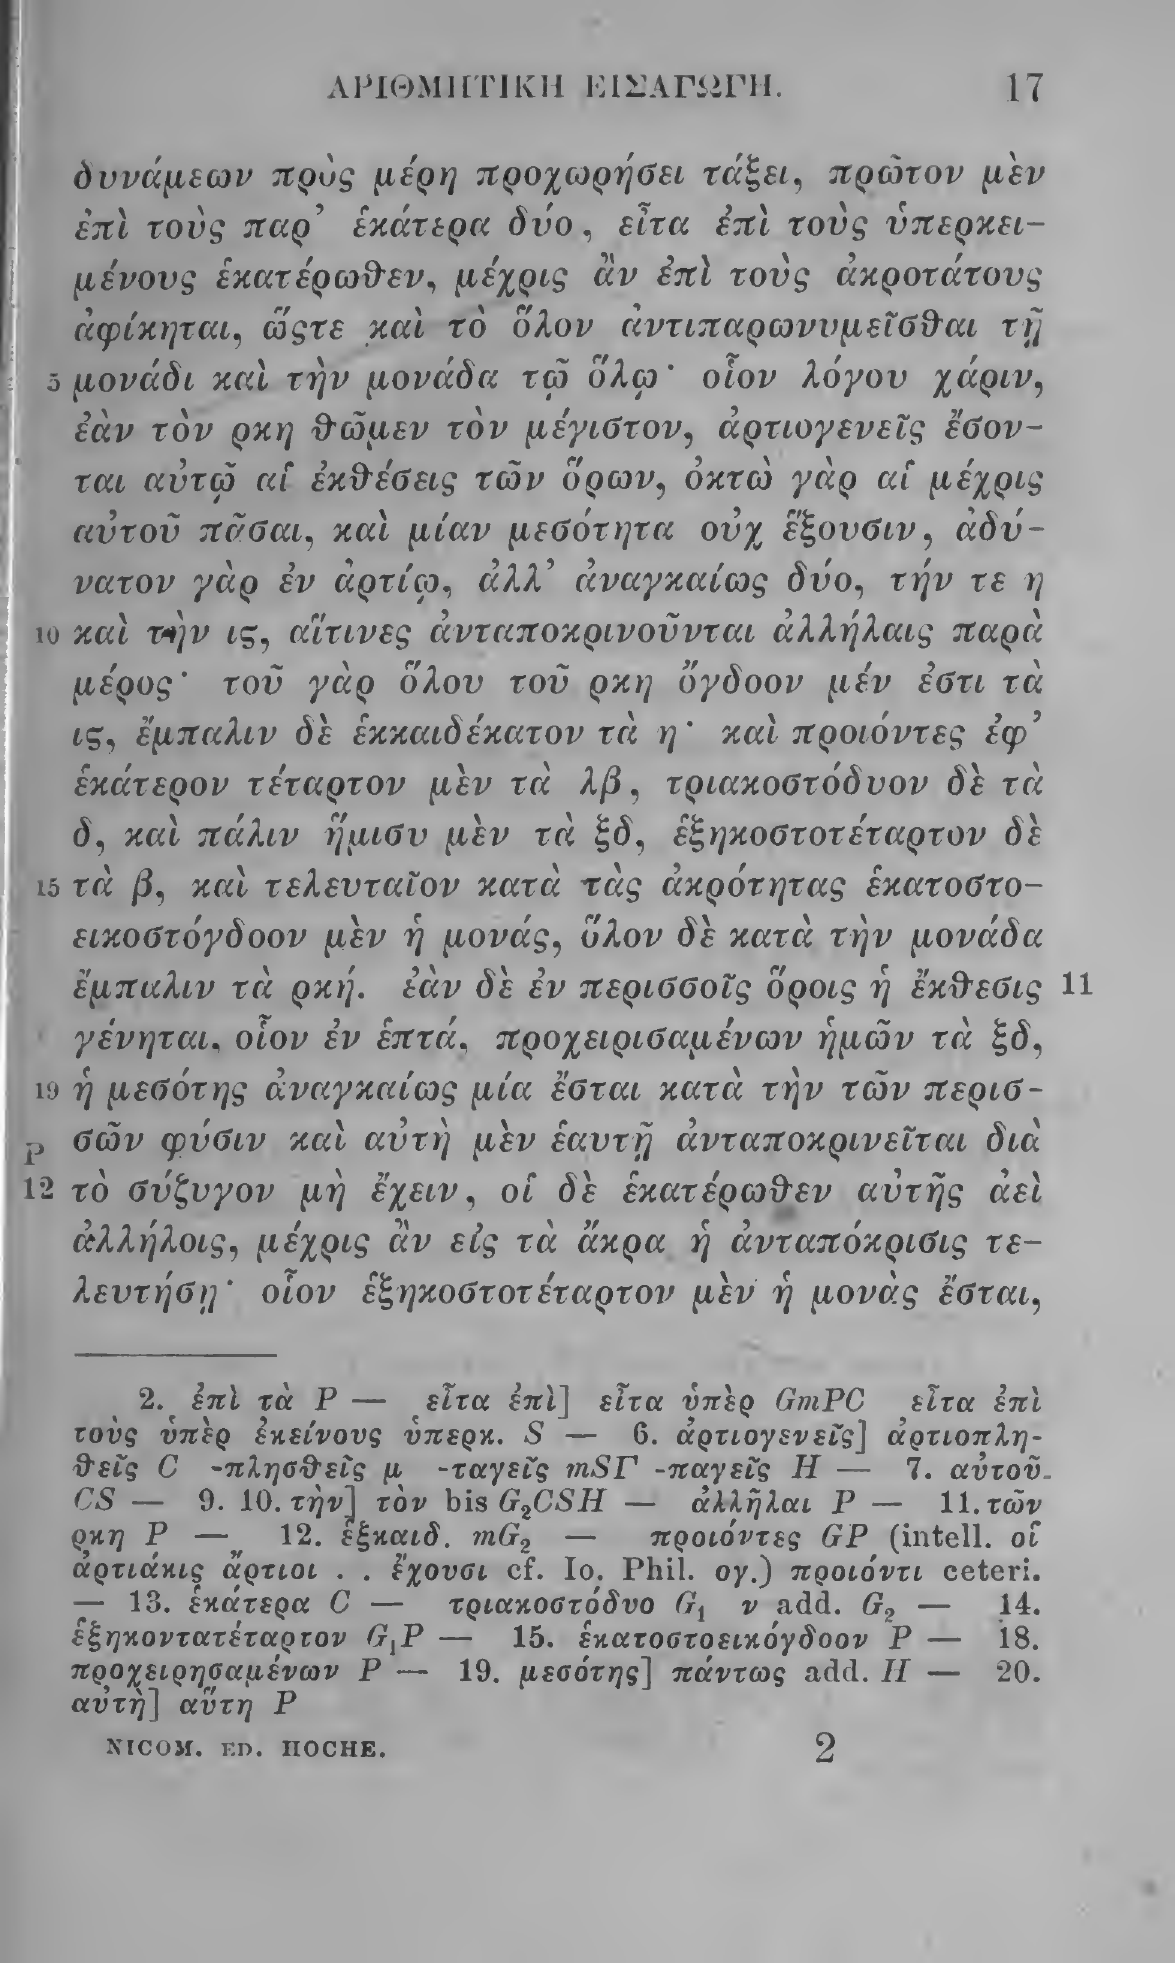 ΑΡΙΘΜΗΤΙΚΗ ΕΙΣΑΓΩΓΗ. 17
δυνάμεων πρὸς μέρη προχωρήσει τάξει, πρῶτον μὲν
ἐπὶ τοὺς παρ' ἑκάτερα δύο, εἶτα ἐπὶ τοὺς ὑπερκει-
μένους ἑκατέρωθεν, μέχρις ἂν ἐπὶ τοὺς ἀκροτάτους
ἀφίκηται, ὥςτε καὶ τὸ ὅλον ἀντιπαρωνυμεῖσθαι τῇ
5 μονάδι καὶ τὴν μονάδα τῷ ὅλῳ· οἷον λόγου χάριν,
ἐὰν τὸν ρκη θῶμεν τὸν μέγιστον, ἀρτιογενεῖς ἔσον-
ται αὐτῷ αἱ ἐκθέσεις τῶν ὅρων, ὀκτὼ γὰρ αἱ μέχρις
αὐτοῦ πᾶσαι, καὶ μίαν μεσότητα οὐχ ἕξουσιν, ἀδύ-
νατον γὰρ ἐν ἀρτίῳ, ἀλλ' ἀναγκαίως δύο, τήν τε η
10 καὶ τὴν ις, αἵτινες ἀνταποκρινοῦνται ἀλλήλαις παρὰ
μέρος· τοῦ γὰρ ὅλου τοῦ ρκη ὄγδοον μέν ἐστι τὰ
ις, ἔμπαλιν δὲ ἑκκαιδέκατον τὰ η· καὶ προιόντες ἐφ'
ἑκάτερον τέταρτον μὲν τὰ λβ, τριακοστόδυον δὲ τὰ
δ, καὶ πάλιν ἥμισυ μὲν τὰ ξδ, ἑξηκοστοτέταρτον δὲ
15 τὰ β, καὶ τελευταῖον κατὰ τὰς ἀκρότητας ἑκατοστο-
εικοστόγδοον μὲν ἡ μονάς, ὅλον δὲ κατὰ τὴν μονάδα
ἔμπαλιν τὰ ρκή. ἐὰν δὲ ἐν περισσοῖς ὅροις ἡ ἔκθεσις 11
γένηται, οἷον ἐν ἑπτά, προχειρισαμένων ἡμῶν τὰ ξδ,
19 ἡ μεσότης ἀναγκαίως μία ἔσται κατὰ τὴν τῶν περισ-
p σῶν φύσιν καὶ αὐτὴ μὲν ἑαυτῇ ἀνταποκρινεῖται διὰ
12 τὸ σύζυγον μὴ ἔχειν, οἱ δὲ ἑκατέρωθεν αὐτῆς ἀεὶ
ἀλλήλοις, μέχρις ἂν εἰς τὰ ἄκρα ἡ ἀνταπόκρισις τε-
λευτήσῃ· οἷον ἑξηκοστοτέταρτον μὲν ἡ μονὰς ἔσται,
2. ἐπὶ τὰ P — εἶτα ἐπὶ] εἶτα ὑπὲρ GmPC εἶτα ἐπὶ
τοὺς ὑπὲρ ἐκείνους ὑπερκ. S — 6. ἀρτιογενεῖς] ἀρτιοπλη-
θεῖς C -πλησθεῖς μ -ταγεῖς mSΓ -παγεῖς H — 7. αὐτοῦ
CS — 9. 10. τὴν] τὸν bis G₂CSH — ἀλλῆλαι P — 11. τῶν
ρκη P — 12. ἑξκαιδ. mG₂ — προιόντες GP (intell. οἱ
ἀρτιάκις ἄρτιοι . . ἔχουσι cf. Io. Phil. ογ.) προιόντι ceteri.
— 13. ἑκάτερα C — τριακοστόδυο G₁ ν add. G₂ — 14.
ἑξηκοντατέταρτον G₁P — 15. ἑκατοστοεικόγδοον P — 18.
προχειρησαμένων P — 19. μεσότης] πάντως add. H — 20.
αὐτὴ] αὕτη P
NICOM. ED. HOCHE. 2